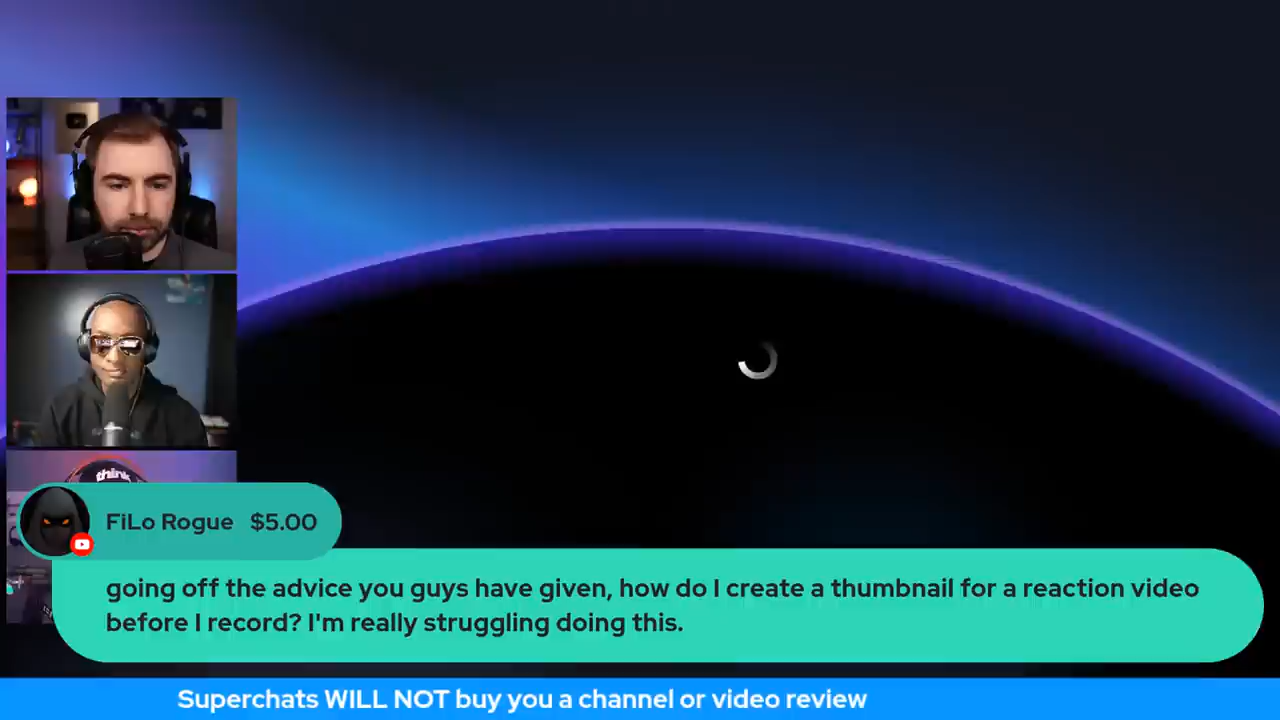 think
FiLo Rogue $5.00
going off the advice you guys have given, how do I create a thumbnail for a reaction video
before I record? I'm really struggling doing this.
Superchats WILL NOT buy you a channel or video review